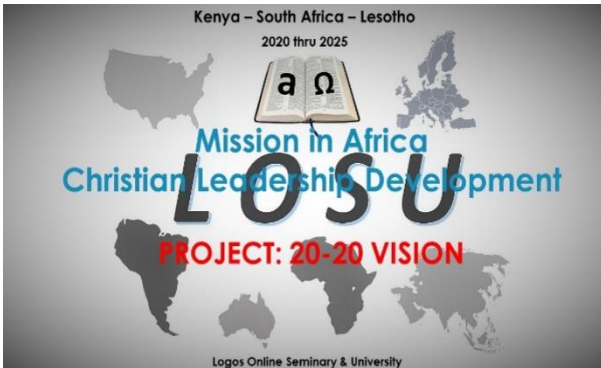 Kenya – South Africa – Lesotho
2020 thru 2025
a Ω
Mission in Africa
LOSU
Christian Leadership Development
PROJECT: 20-20 VISION
Logos Online Seminary & University